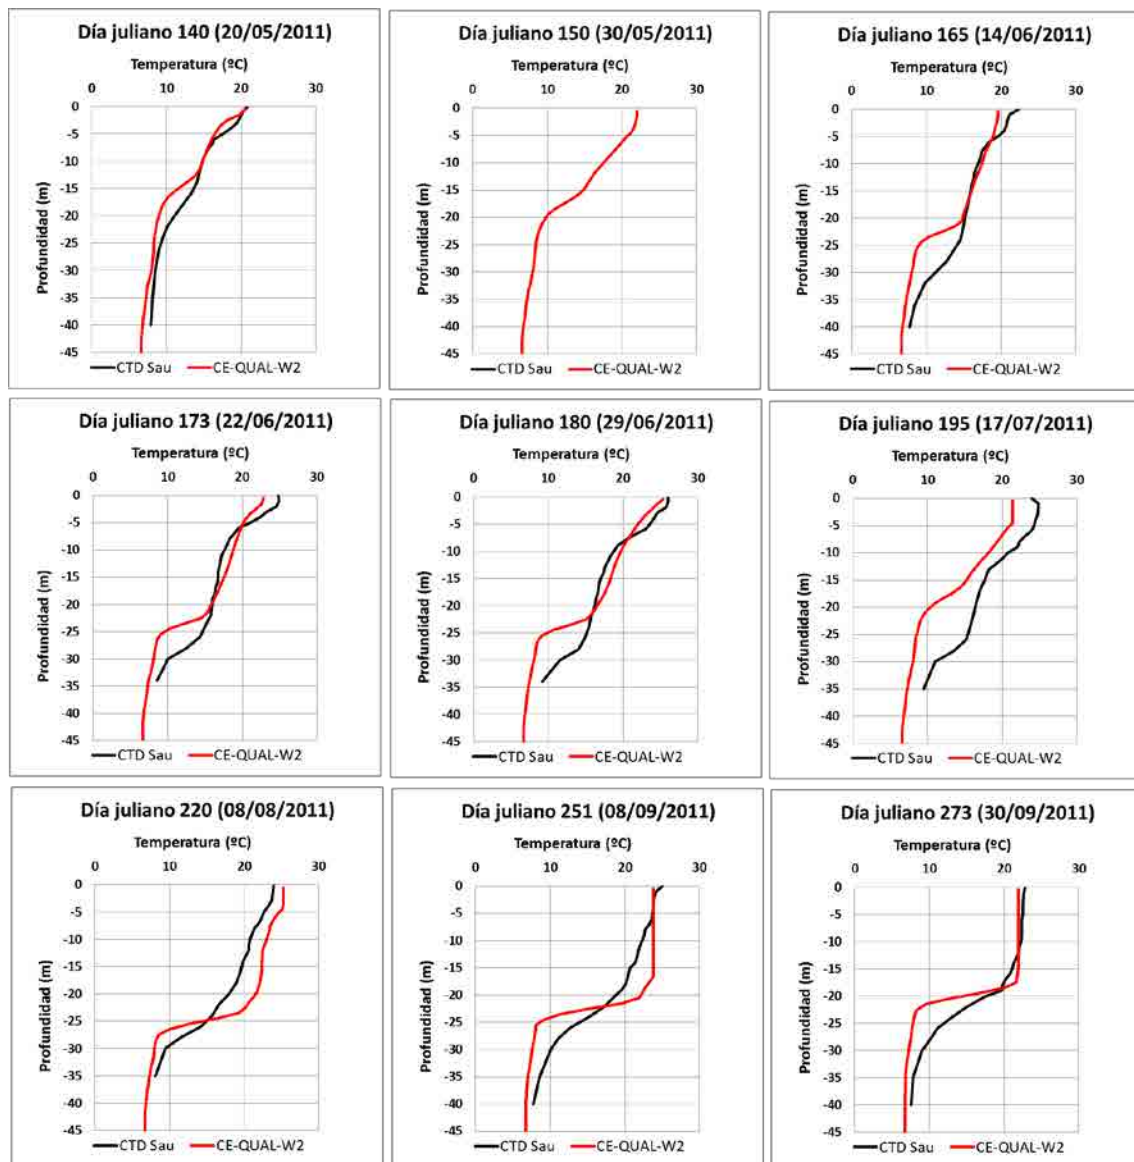 Día juliano 140 (20/05/2011)
Temperatura (ºC)
0 10 20 30
Profundidad (m)
0
-5
-10
-15
-20
-25
-30
-35
-40
-45
CTD Sau CE-QUAL-W2
Día juliano 150 (30/05/2011)
Temperatura (ºC)
0 10 20 30
Profundidad (m)
0
-5
-10
-15
-20
-25
-30
-35
-40
-45
CTD Sau CE-QUAL-W2
Día juliano 165 (14/06/2011)
Temperatura (ºC)
0 10 20 30
Profundidad (m)
0
-5
-10
-15
-20
-25
-30
-35
-40
-45
CTD Sau CE-QUAL-W2
Día juliano 173 (22/06/2011)
Temperatura (ºC)
0 10 20 30
Profundidad (m)
0
-5
-10
-15
-20
-25
-30
-35
-40
-45
CTD Sau CE-QUAL-W2
Día juliano 180 (29/06/2011)
Temperatura (ºC)
0 10 20 30
Profundidad (m)
0
-5
-10
-15
-20
-25
-30
-35
-40
-45
CTD Sau CE-QUAL-W2
Día juliano 195 (17/07/2011)
Temperatura (ºC)
0 10 20 30
Profundidad (m)
0
-5
-10
-15
-20
-25
-30
-35
-40
-45
CTD Sau CE-QUAL-W2
Día juliano 220 (08/08/2011)
Temperatura (ºC)
0 10 20 30
Profundidad (m)
0
-5
-10
-15
-20
-25
-30
-35
-40
-45
CTD Sau CE-QUAL-W2
Día juliano 251 (08/09/2011)
Temperatura (ºC)
0 10 20 30
Profundidad (m)
0
-5
-10
-15
-20
-25
-30
-35
-40
-45
CTD Sau CE-QUAL-W2
Día juliano 273 (30/09/2011)
Temperatura (ºC)
0 10 20 30
Profundidad (m)
0
-5
-10
-15
-20
-25
-30
-35
-40
-45
CTD Sau CE-QUAL-W2